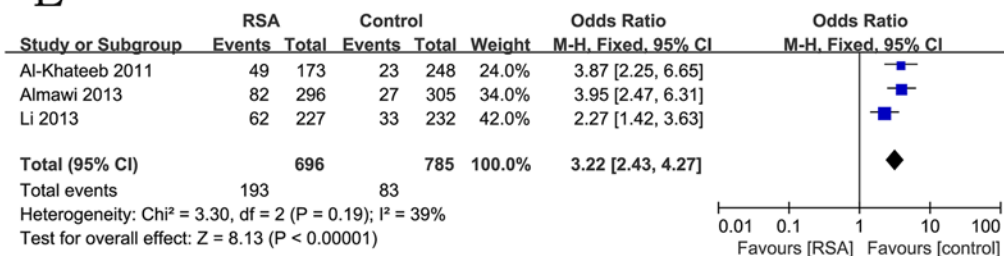 E
RSA Control Odds Ratio Odds Ratio
Study or Subgroup Events Total Events Total Weight M-H, Fixed, 95% CI M-H, Fixed, 95% CI
Al-Khateeb 2011 49 173 23 248 24.0% 3.87 [2.25, 6.65]
Almawi 2013 82 296 27 305 34.0% 3.95 [2.47, 6.31]
Li 2013 62 227 33 232 42.0% 2.27 [1.42, 3.63]
Total (95% CI) 696 785 100.0% 3.22 [2.43, 4.27]
Total events 193 83
Heterogeneity: Chi² = 3.30, df = 2 (P = 0.19); I² = 39%
Test for overall effect: Z = 8.13 (P < 0.00001)
0.01 0.1 1 10 100
Favours [RSA] Favours [control]